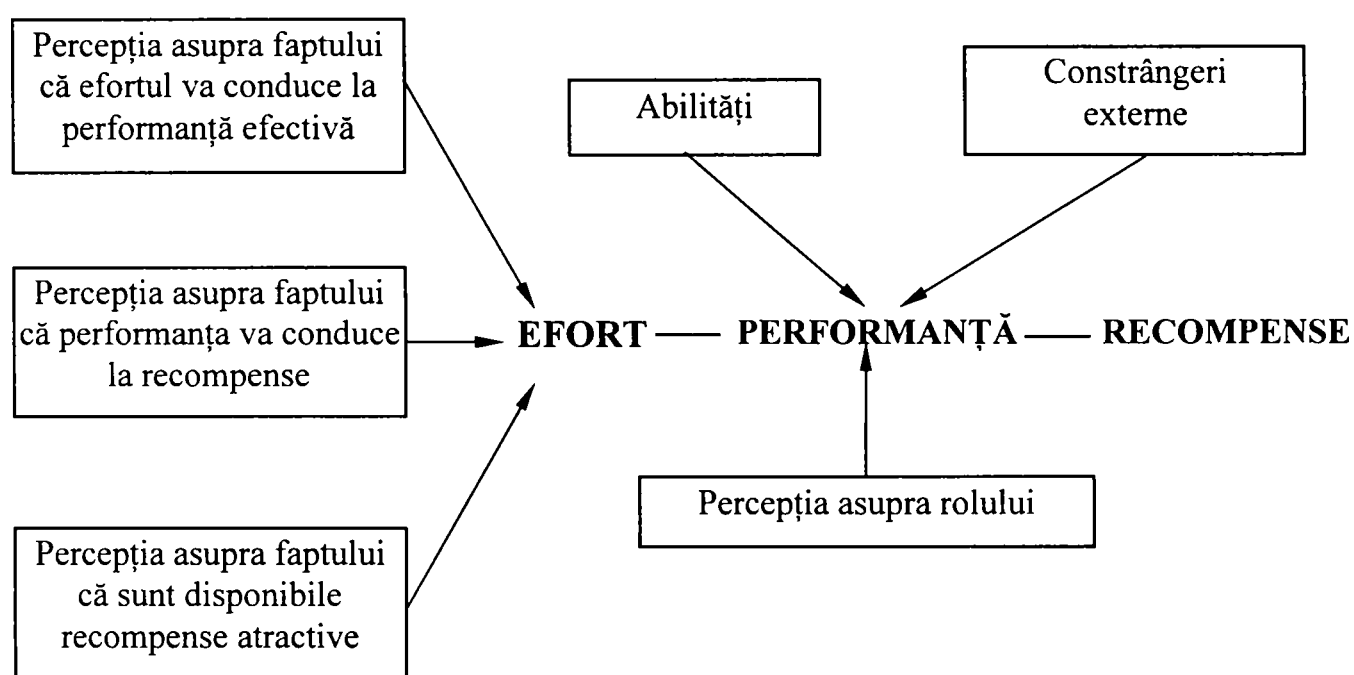 Percepția asupra faptului
că efortul va conduce la
performanță efectivă
Abilități
Constrângeri
externe
Percepția asupra faptului
că performanța va conduce
la recompense
EFORT — PERFORMANȚĂ — RECOMPENSE
Percepția asupra rolului
Percepția asupra faptului
că sunt disponibile
recompense atractive